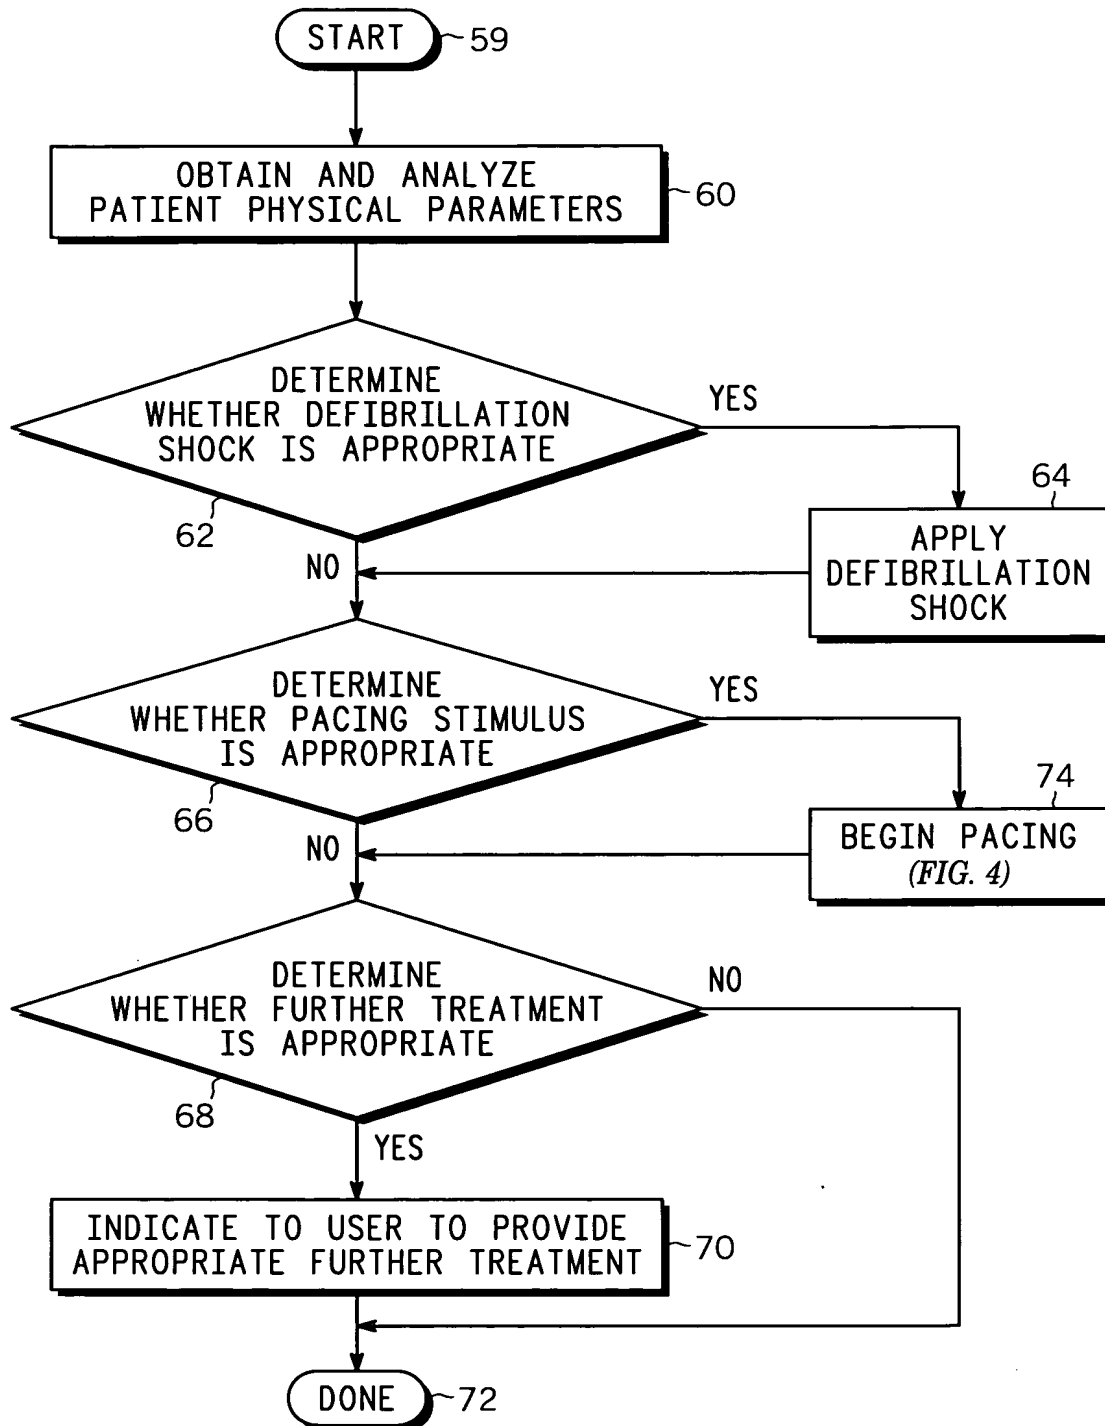 START
59
OBTAIN AND ANALYZE
PATIENT PHYSICAL PARAMETERS
60
DETERMINE
WHETHER DEFIBRILLATION
SHOCK IS APPROPRIATE
YES
62
NO
64
APPLY
DEFIBRILLATION
SHOCK
DETERMINE
WHETHER PACING STIMULUS
IS APPROPRIATE
YES
66
NO
74
BEGIN PACING
(FIG. 4)
DETERMINE
WHETHER FURTHER TREATMENT
IS APPROPRIATE
NO
68
YES
INDICATE TO USER TO PROVIDE
APPROPRIATE FURTHER TREATMENT
70
DONE
72